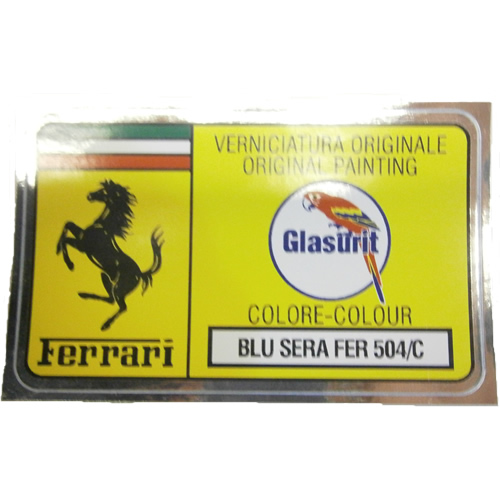 VERNICIATURA ORIGINALE
ORIGINAL PAINTING
Glasurit
COLORE-COLOUR
BLU SERA FER 504/C
Ferrari